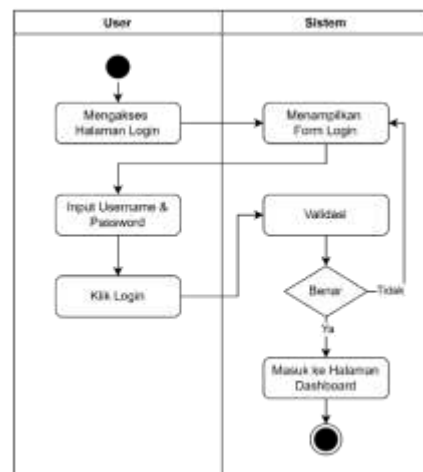 User
Sistem
Mengakses
Halaman Login
Menampilkan
Form Login
Input Username &
Password
Validasi
Klik Login
Benar
Tidak
Ya
Masuk ke Halaman
Dashboard